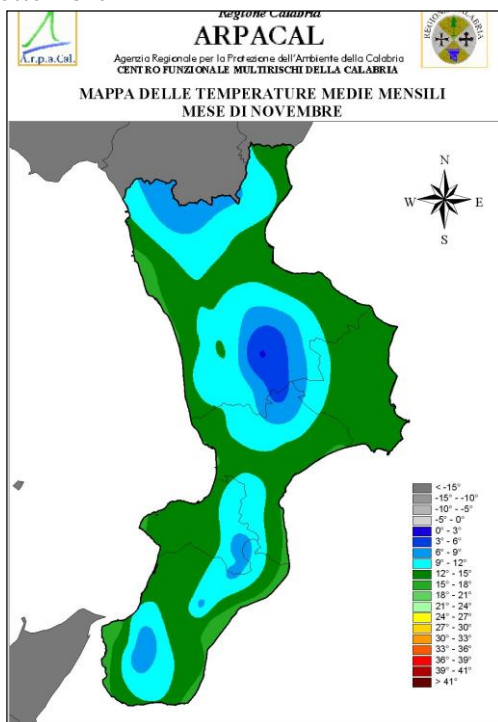 Regione Calabria
ARPACAL
Agenzia Regionale per la Protezione dell'Ambiente della Calabria
CENTRO FUNZIONALE MULTIRISCHI DELLA CALABRIA
A.r.p.a.Cal.
MAPPA DELLE TEMPERATURE MEDIE MENSILI
MESE DI NOVEMBRE
N
W E
S
< -15°
-15° - -10°
-10° - -5°
-5° - 0°
0° - 3°
3° - 6°
6° - 9°
9° - 12°
12° - 15°
15° - 18°
18° - 21°
21° - 24°
24° - 27°
27° - 30°
30° - 33°
33° - 36°
36° - 39°
39° - 41°
> 41°